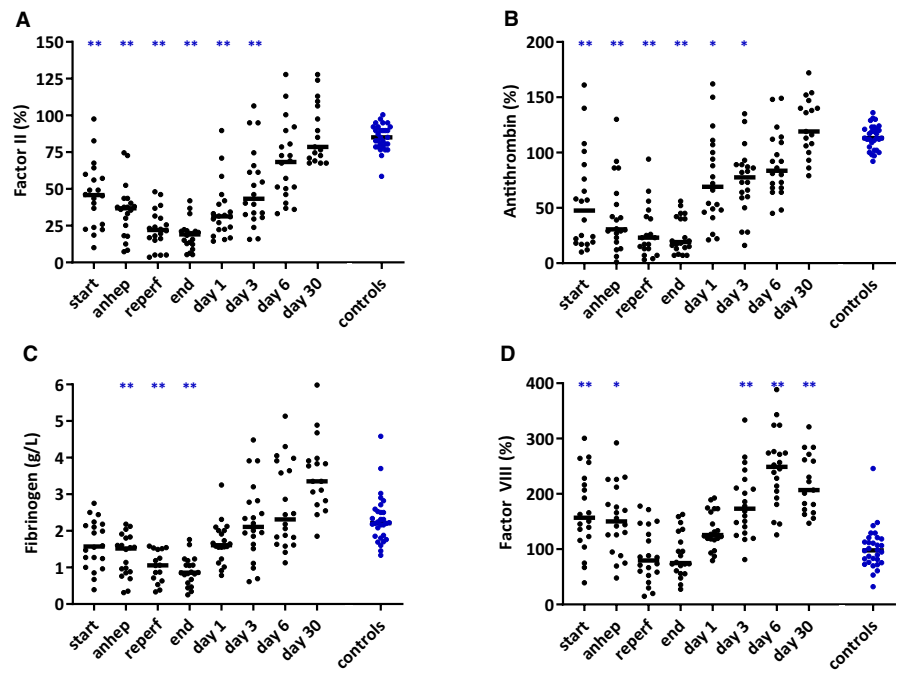 A
Factor II (%)
150
125
100
75
50
25
0
** ** ** ** ** **
start anhep reperf end day 1 day 3 day 6 day 30 controls
B
Antithrombin (%)
200
150
100
50
0
** ** ** ** * *
start anhep reperf end day 1 day 3 day 6 day 30 controls
C
Fibrinogen (g/L)
6
5
4
3
2
1
0
** ** **
start anhep reperf end day 1 day 3 day 6 day 30 controls
D
Factor VIII (%)
400
300
200
100
0
** * ** ** **
start anhep reperf end day 1 day 3 day 6 day 30 controls